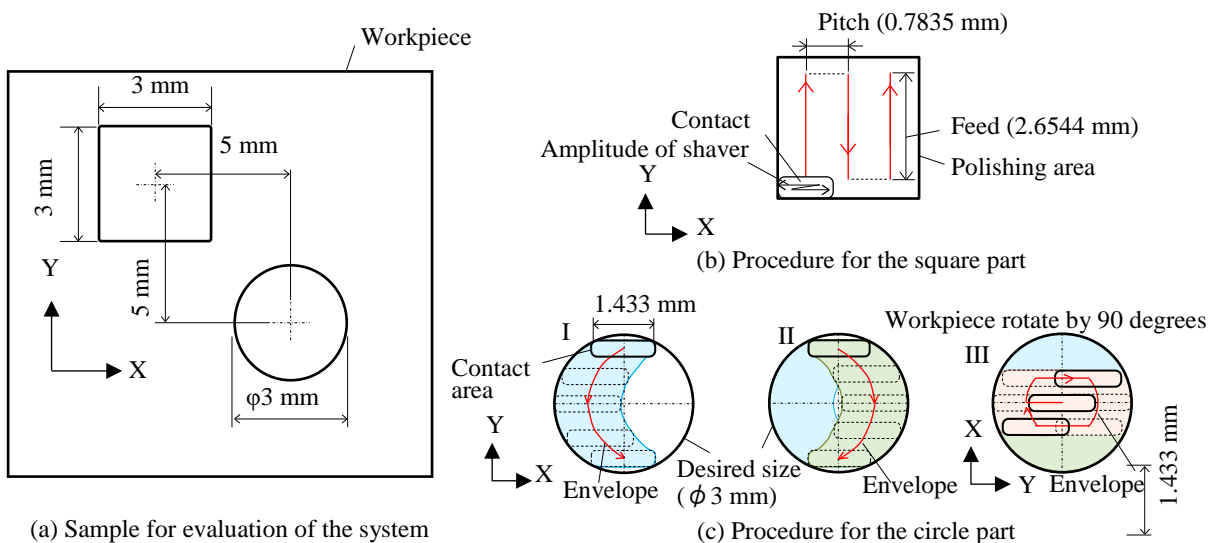 Workpiece
3 mm
5 mm
3 mm
5 mm
Y
X
φ3 mm
(a) Sample for evaluation of the system
Pitch (0.7835 mm)
Contact
Amplitude of shaver
Feed (2.6544 mm)
Polishing area
Y
X
(b) Procedure for the square part
1.433 mm
I
Contact
area
Y
X
Envelope
II
Desired size
(ϕ3 mm)
Envelope
Workpiece rotate by 90 degrees
III
X
Y
Envelope
1.433 mm
(c) Procedure for the circle part